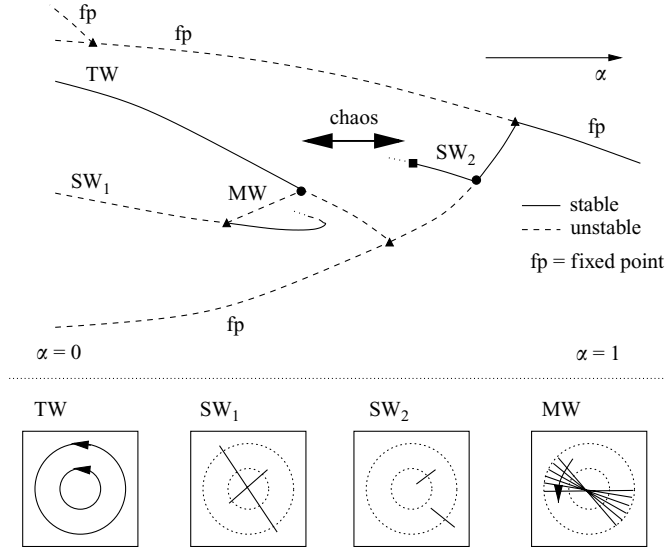 fp
fp
TW
α
chaos
fp
SW2
SW1
MW
stable
unstable
fp = fixed point
fp
α = 0
α = 1
TW
SW1
SW2
MW